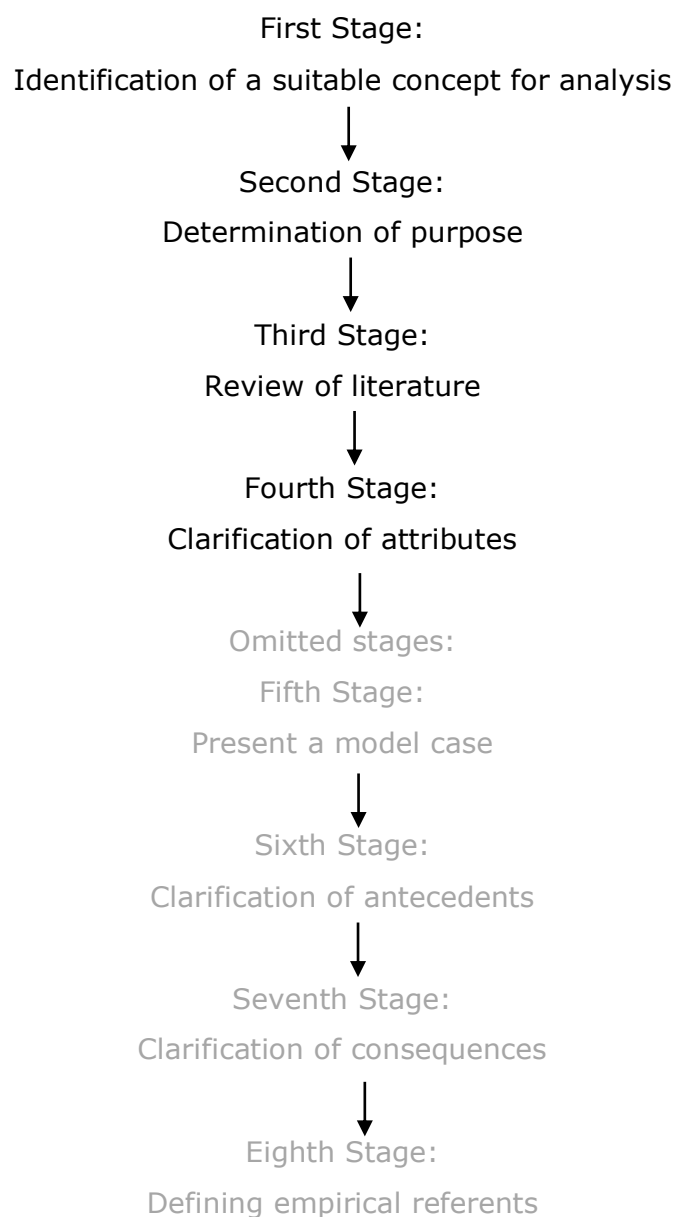 First Stage:
Identification of a suitable concept for analysis
Second Stage:
Determination of purpose
Third Stage:
Review of literature
Fourth Stage:
Clarification of attributes
Omitted stages:
Fifth Stage:
Present a model case
Sixth Stage:
Clarification of antecedents
Seventh Stage:
Clarification of consequences
Eighth Stage:
Defining empirical referents